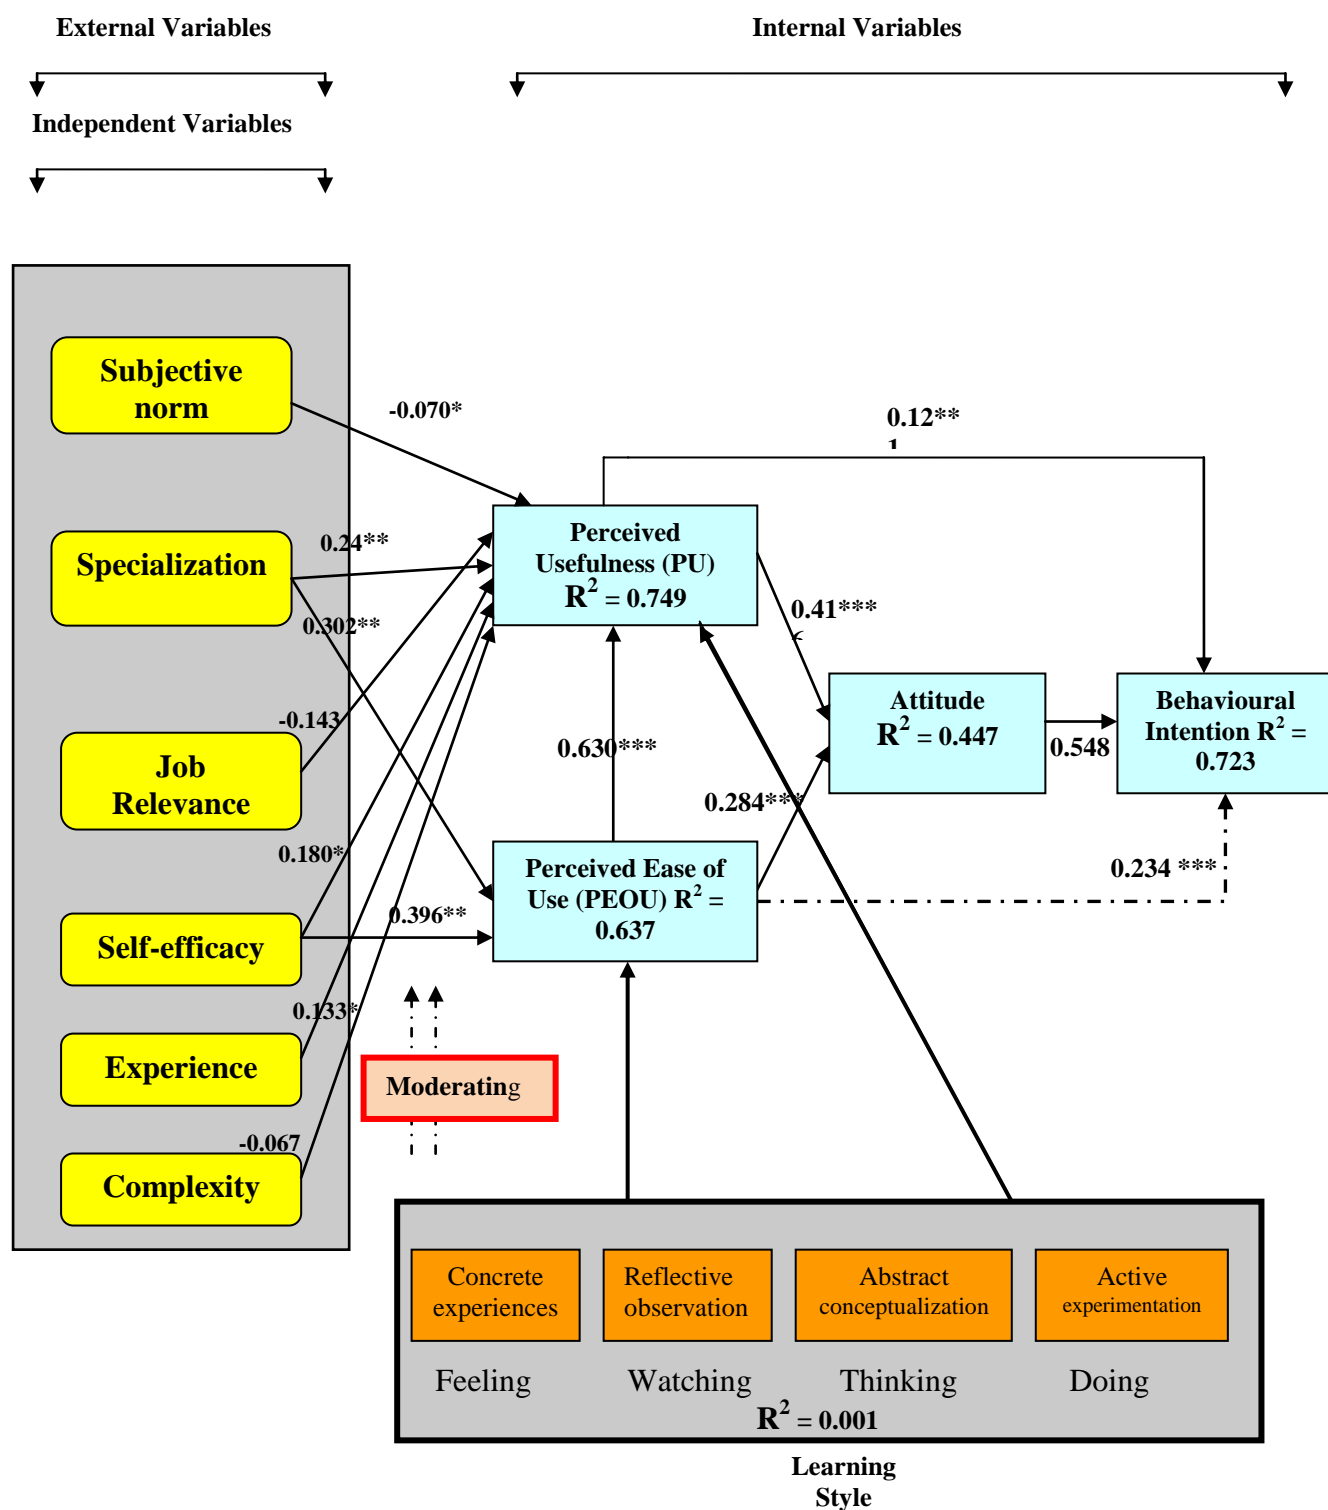 External Variables
Internal Variables
Independent Variables
Subjective
norm
-0.070*
0.12**
1
Specialization
0.24**
0.302**
Perceived
Usefulness (PU)
R² = 0.749
0.41***
Job
Relevance
-0.143
0.630***
Attitude
R² = 0.447
0.548
Behavioural
Intention R² =
0.723
0.284***
0.180*
0.396**
Perceived Ease of
Use (PEOU) R² =
0.637
0.234 ***
Self-efficacy
0.133*
Experience
Moderating
-0.067
Complexity
Concrete
experiences
Reflective
observation
Abstract
conceptualization
Active
experimentation
Feeling
Watching
Thinking
Doing
R² = 0.001
Learning
Style